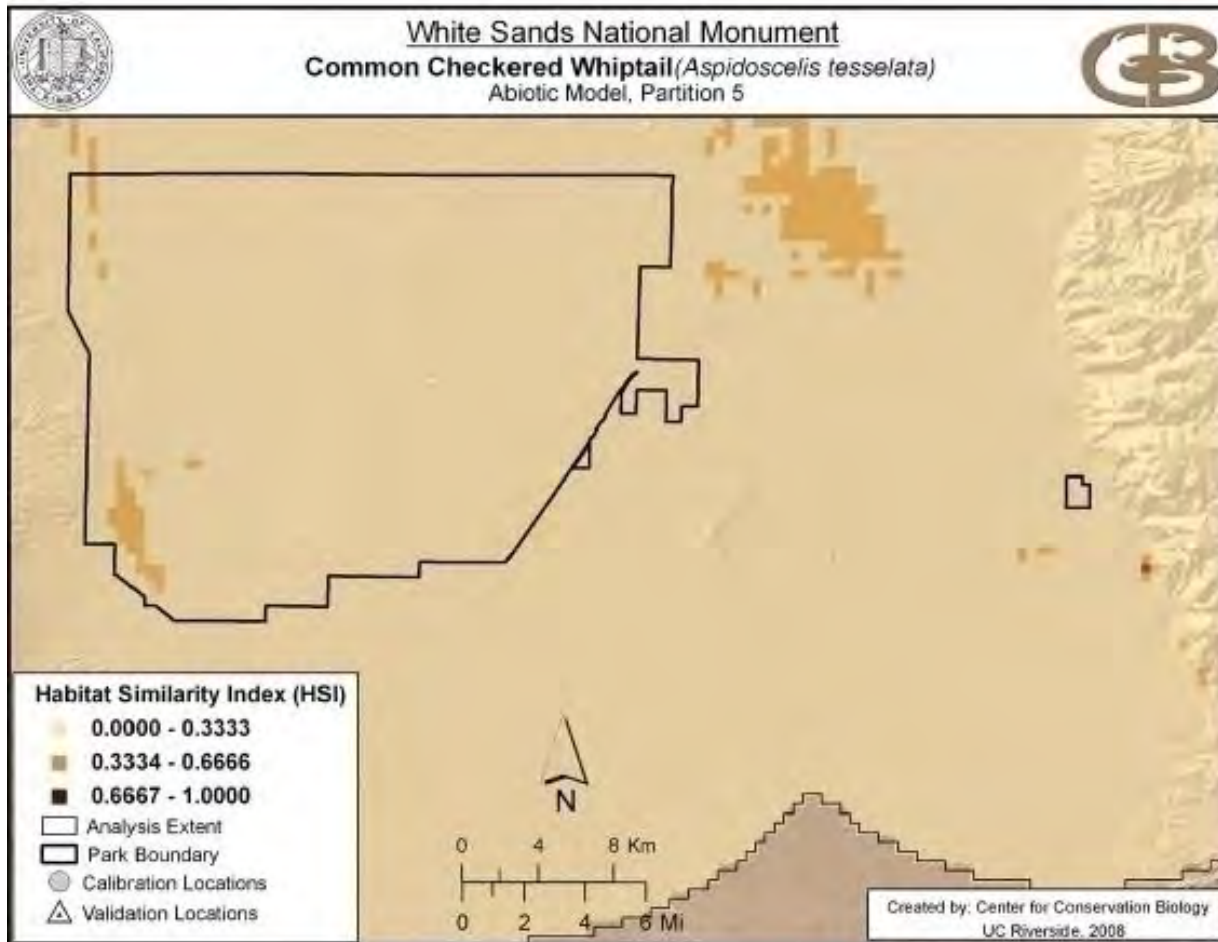 White Sands National Monument
Common Checkered Whiptail(Aspidoscelis tesselata)
Abiotic Model, Partition 5
CCB
Habitat Similarity Index (HSI)
0.0000 - 0.3333
0.3334 - 0.6666
0.6667 - 1.0000
Analysis Extent
Park Boundary
Calibration Locations
Validation Locations
N
0 4 8 Km
0 2 4 6 Mi
Created by: Center for Conservation Biology
UC Riverside, 2008